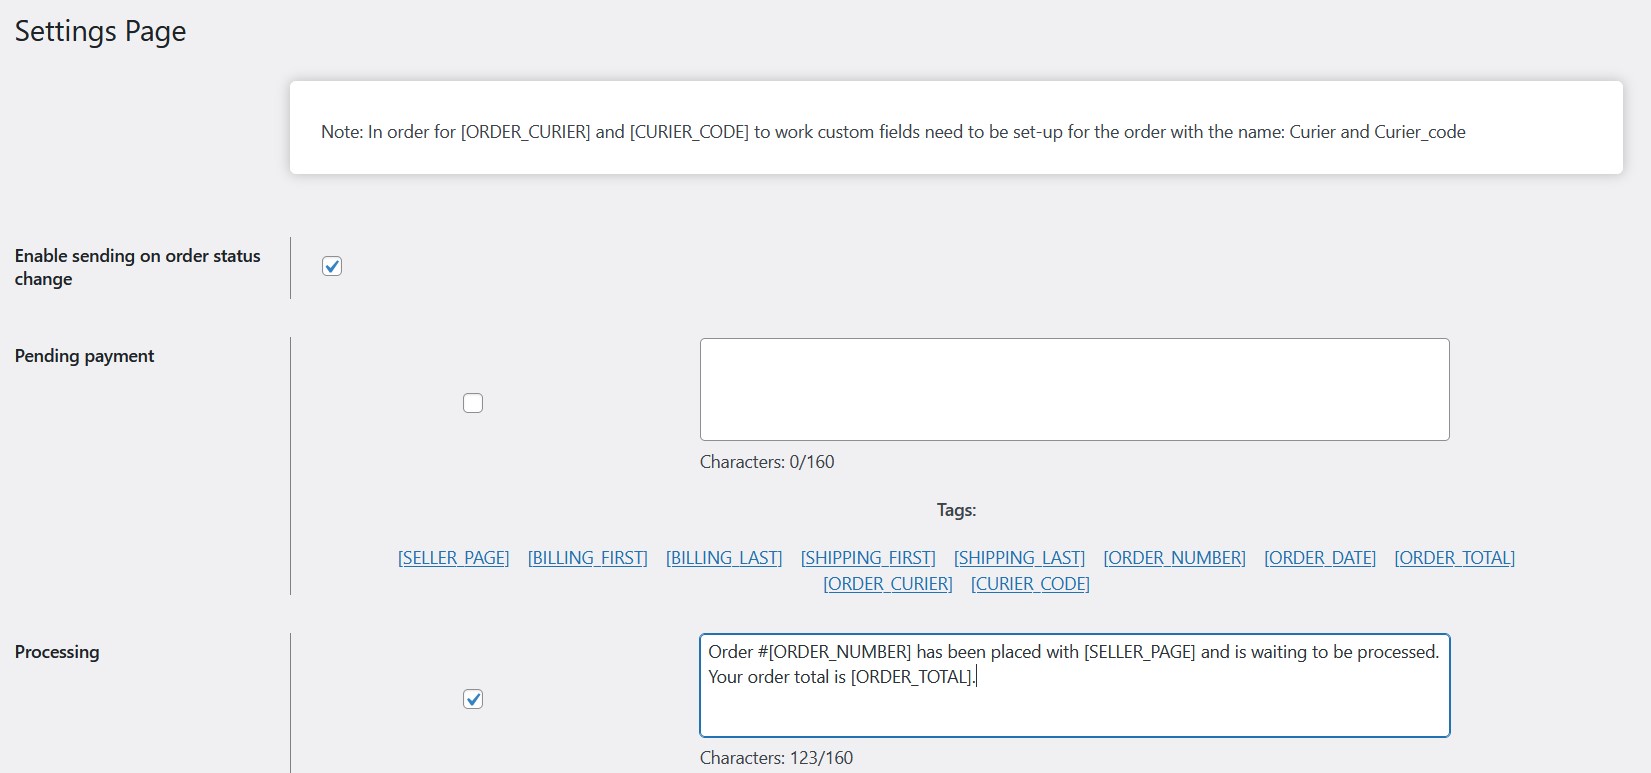 Settings Page
Note: In order for [ORDER_CURIER] and [CURIER_CODE] to work custom fields need to be set-up for the order with the name: Curier and Curier_code
Enable sending on order status
change
Pending payment
Characters: 0/160
Tags:
[SELLER_PAGE] [BILLING_FIRST] [BILLING_LAST] [SHIPPING_FIRST] [SHIPPING_LAST] [ORDER_NUMBER] [ORDER_DATE] [ORDER_TOTAL]
[ORDER_CURIER] [CURIER_CODE]
Processing
Order #[ORDER_NUMBER] has been placed with [SELLER_PAGE] and is waiting to be processed.
Your order total is [ORDER_TOTAL].
Characters: 123/160